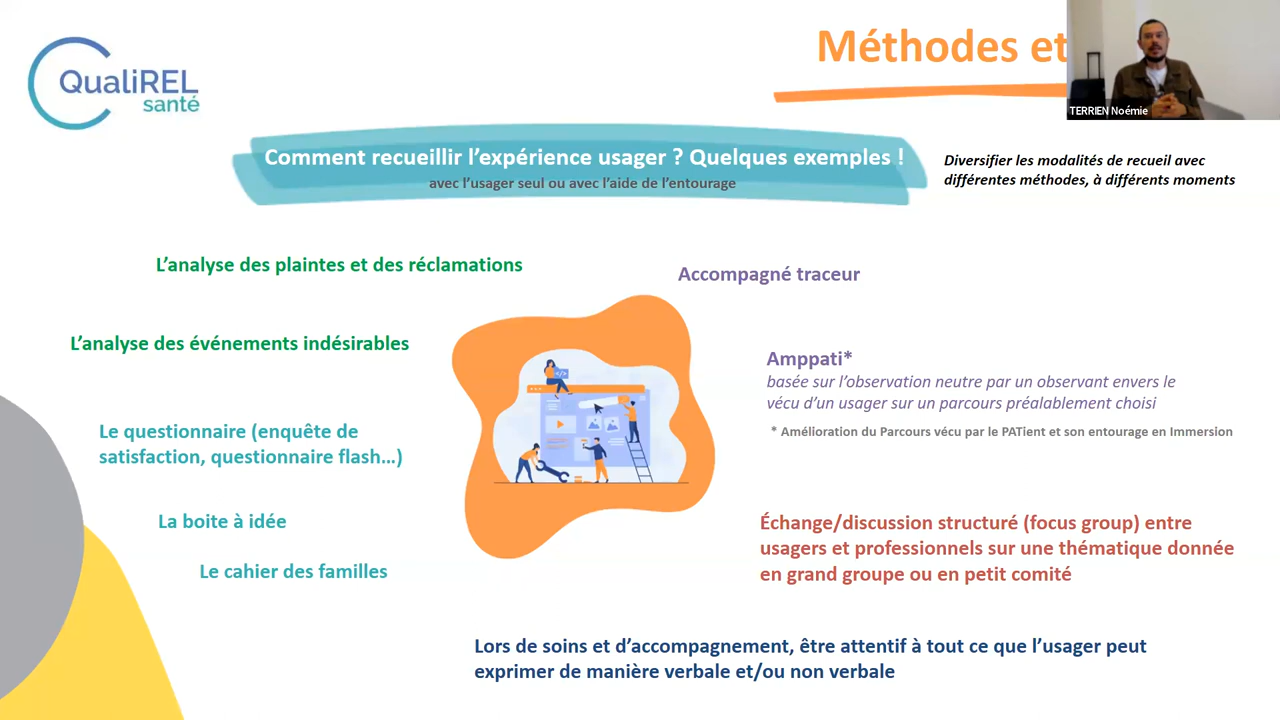 QualiREL
santé
Méthodes et
TERRIEN Noémie
Comment recueillir l’expérience usager ? Quelques exemples !
avec l’usager seul ou avec l’aide de l’entourage
Diversifier les modalités de recueil avec
différentes méthodes, à différents moments
L’analyse des plaintes et des réclamations
Accompagné traceur
L’analyse des événements indésirables
Amppati*
basée sur l’observation neutre par un observant envers le
vécu d’un usager sur un parcours préalablement choisi
* Amélioration du Parcours vécu par le PATient et son entourage en Immersion
Le questionnaire (enquête de
satisfaction, questionnaire flash…)
La boite à idée
Le cahier des familles
Échange/discussion structuré (focus group) entre
usagers et professionnels sur une thématique donnée
en grand groupe ou en petit comité
Lors de soins et d’accompagnement, être attentif à tout ce que l’usager peut
exprimer de manière verbale et/ou non verbale